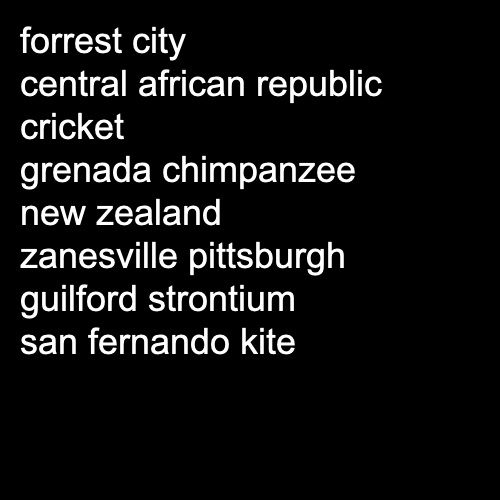 forrest city
central african republic
cricket
grenada chimpanzee
new zealand
zanesville pittsburgh
guilford strontium
san fernando kite